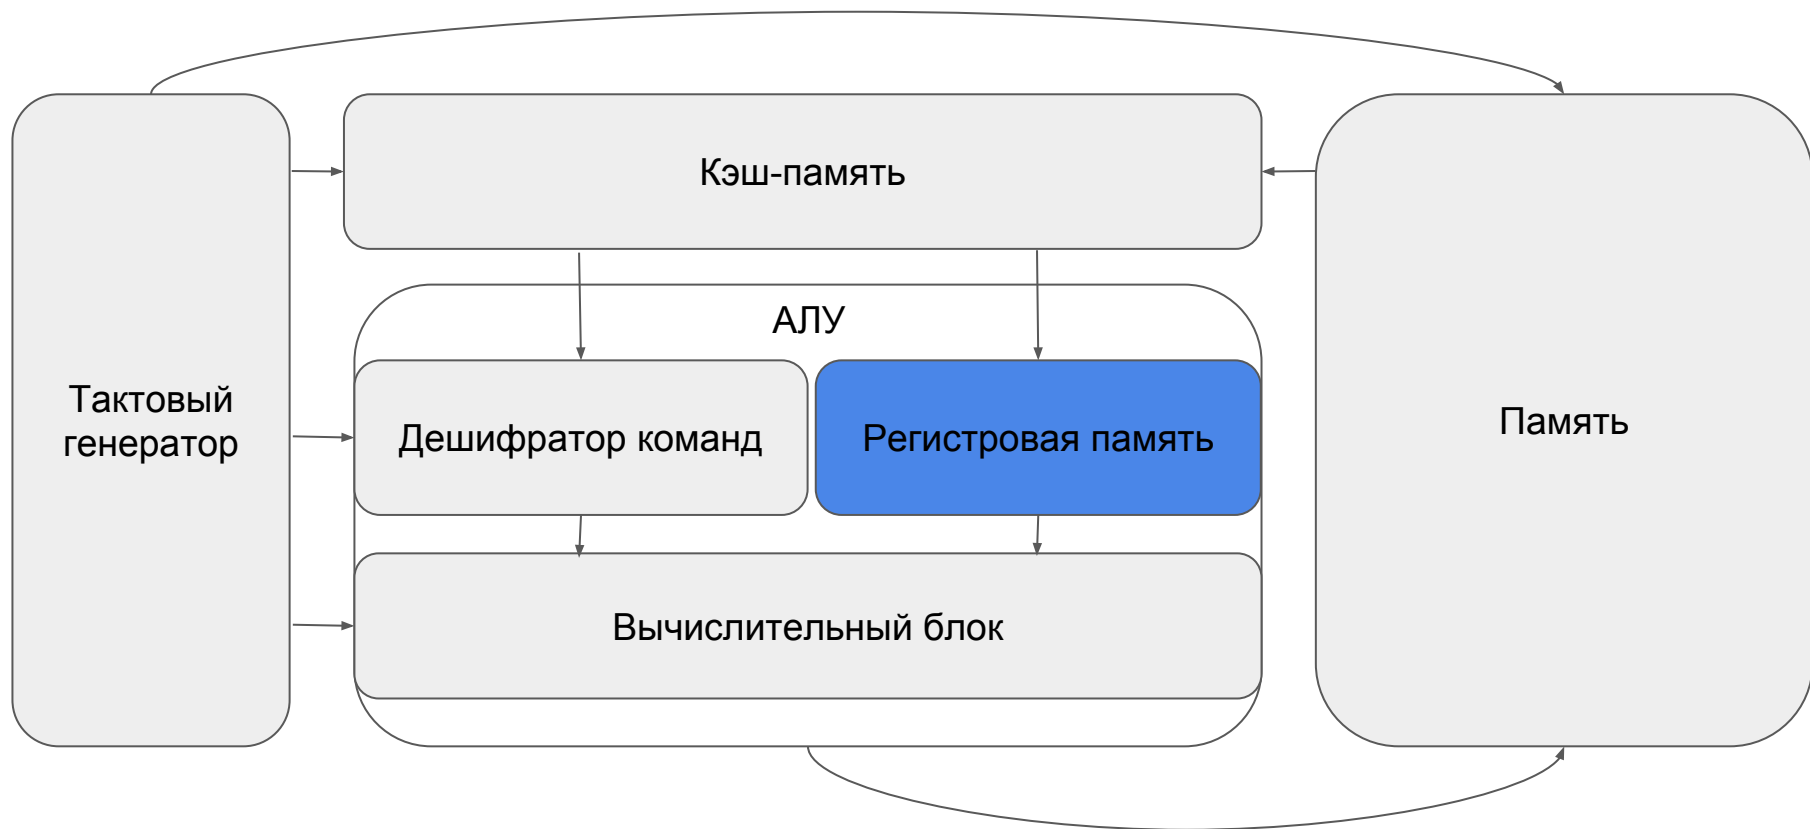 Кэш-память
АЛУ
Тактовый
генератор
Дешифратор команд
Регистровая память
Память
Вычислительный блок